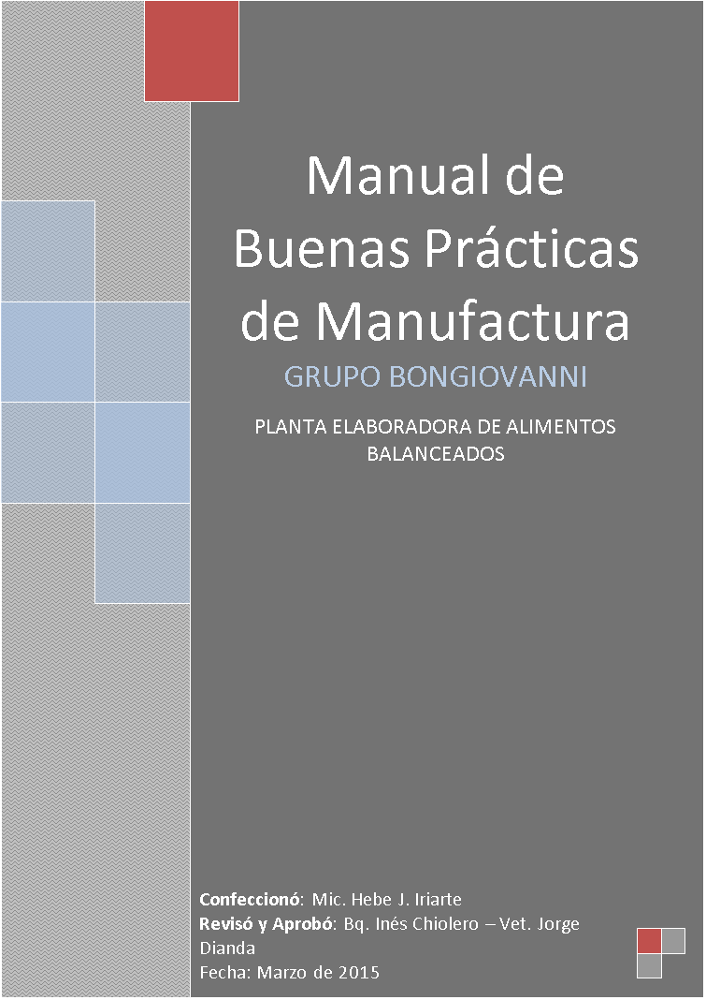 Manual de
Buenas Prácticas
de Manufactura
GRUPO BONGIOVANNI
PLANTA ELABORADORA DE ALIMENTOS
BALANCEADOS
Confeccionó: Mic. Hebe J. Iriarte
Revisó y Aprobó: Bq. Inés Chiolero – Vet. Jorge
Dianda
Fecha: Marzo de 2015